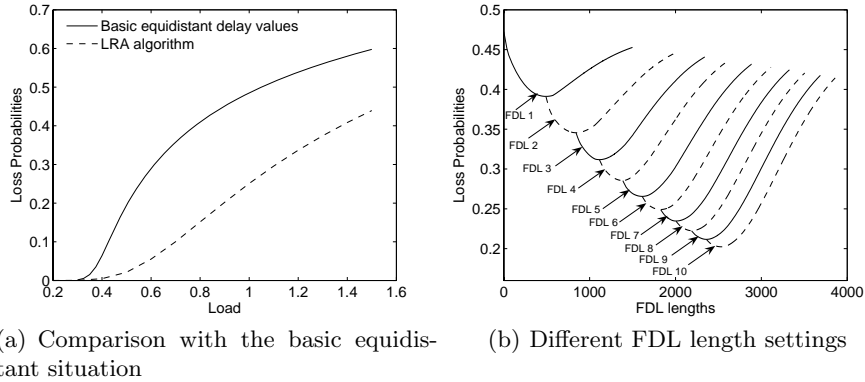 0.7
0.6
0.5
0.4
0.3
0.2
0.1
0
Loss Probabilities
Basic equidistant delay values
LRA algorithm
0.2 0.4 0.6 0.8 1 1.2 1.4 1.6
Load
0.5
0.45
0.4
0.35
0.3
0.25
0.2
Loss Probabilities
FDL 1
FDL 2
FDL 3
FDL 4
FDL 5
FDL 6
FDL 7
FDL 8
FDL 9
FDL 10
0 1000 2000 3000 4000
FDL lengths
a) Comparison with the basic equidis-
tant situation
(b) Different FDL length settings